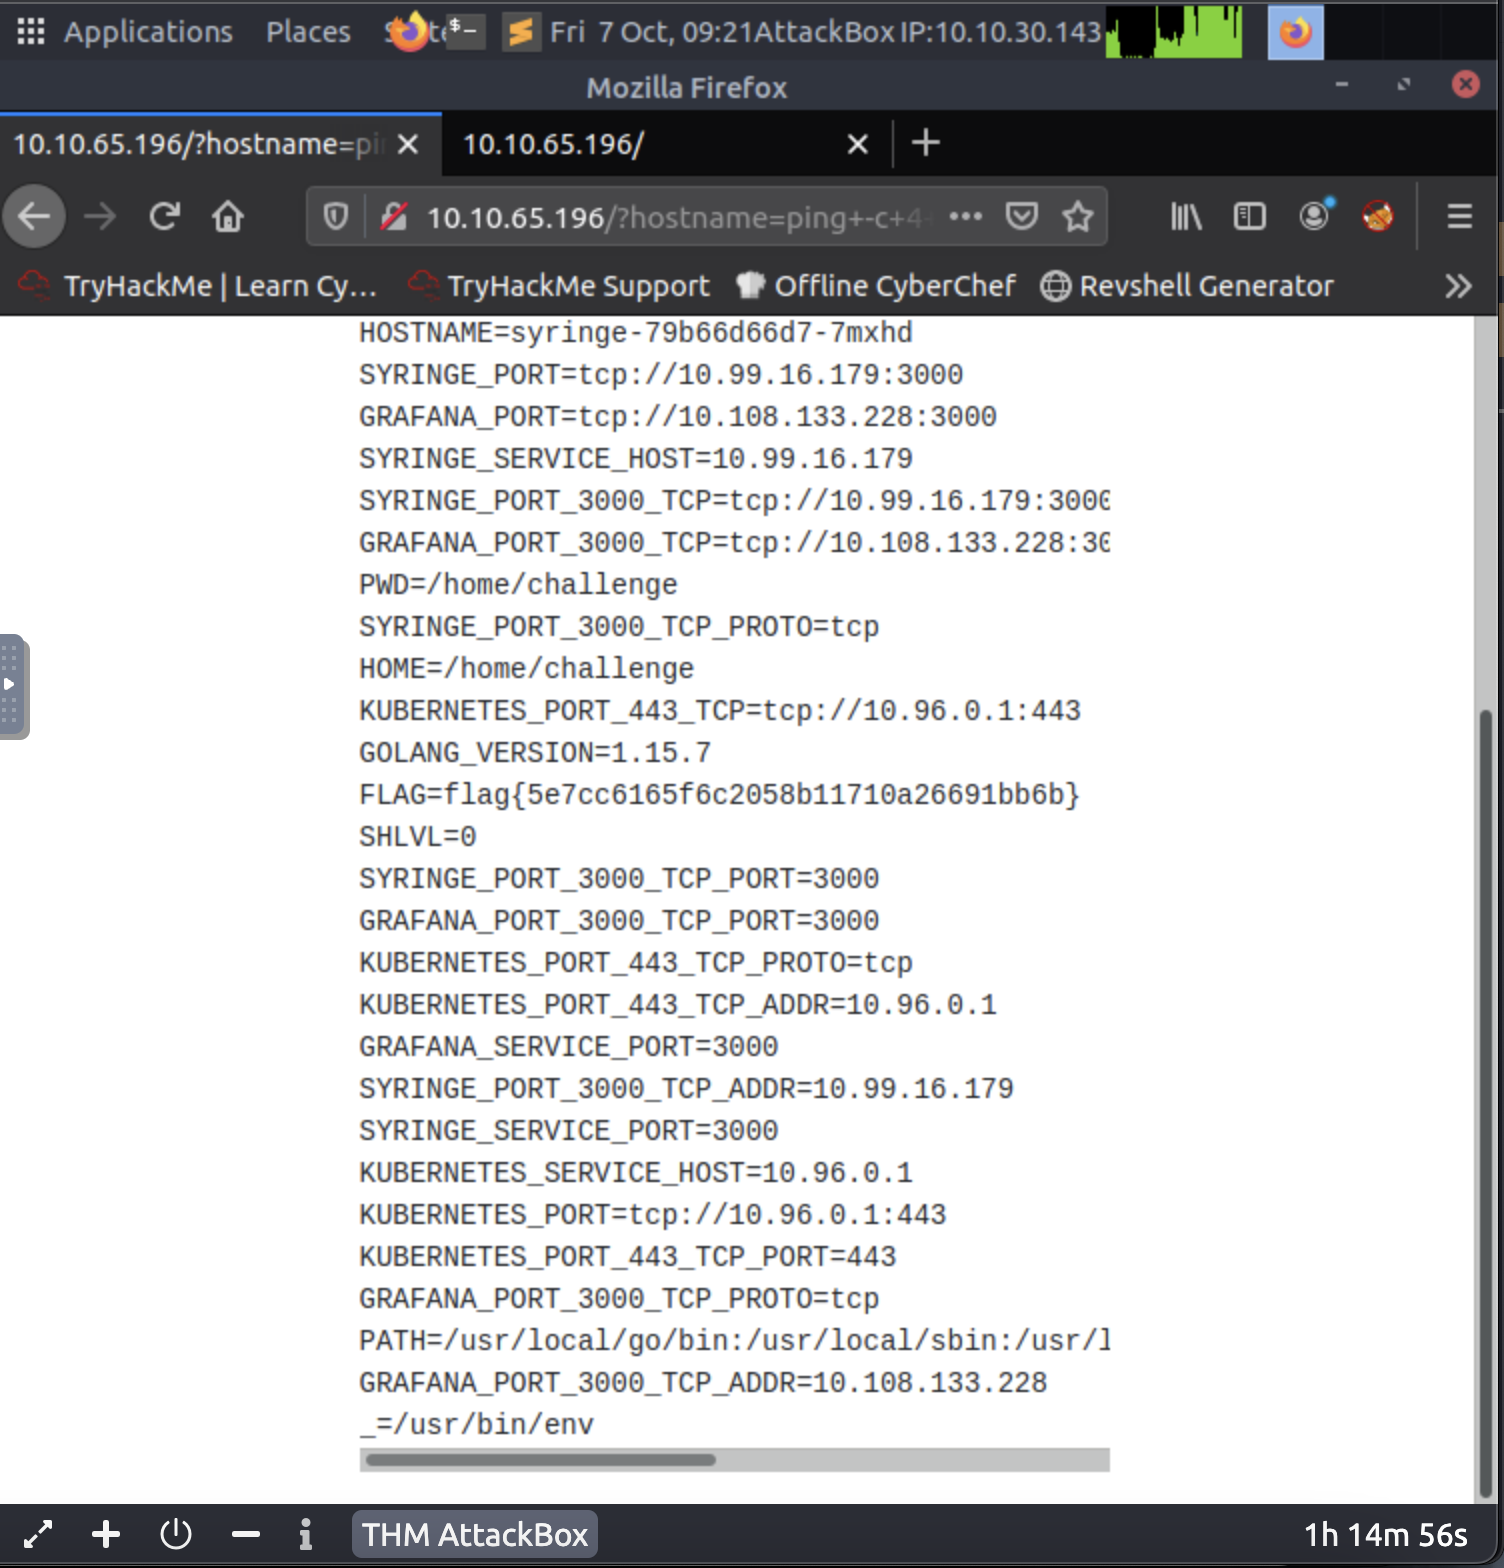 Applications Places Fri 7 Oct, 09:21 AttackBox IP:10.10.30.143
Mozilla Firefox
10.10.65.196/?hostname=pi
10.10.65.196/
10.10.65.196/?hostname=ping+-c+4
TryHackMe | Learn Cy… TryHackMe Support Offline CyberChef Revshell Generator
HOSTNAME=syringe-79b66d66d7-7mxhd
SYRINGE_PORT=tcp://10.99.16.179:3000
GRAFANA_PORT=tcp://10.108.133.228:3000
SYRINGE_SERVICE_HOST=10.99.16.179
SYRINGE_PORT_3000_TCP=tcp://10.99.16.179:3000
GRAFANA_PORT_3000_TCP=tcp://10.108.133.228:30
PWD=/home/challenge
SYRINGE_PORT_3000_TCP_PROTO=tcp
HOME=/home/challenge
KUBERNETES_PORT_443_TCP=tcp://10.96.0.1:443
GOLANG_VERSION=1.15.7
FLAG=flag{5e7cc6165f6c2058b11710a26691bb6b}
SHLVL=0
SYRINGE_PORT_3000_TCP_PORT=3000
GRAFANA_PORT_3000_TCP_PORT=3000
KUBERNETES_PORT_443_TCP_PROTO=tcp
KUBERNETES_PORT_443_TCP_ADDR=10.96.0.1
GRAFANA_SERVICE_PORT=3000
SYRINGE_PORT_3000_TCP_ADDR=10.99.16.179
SYRINGE_SERVICE_PORT=3000
KUBERNETES_SERVICE_HOST=10.96.0.1
KUBERNETES_PORT=tcp://10.96.0.1:443
KUBERNETES_PORT_443_TCP_PORT=443
GRAFANA_PORT_3000_TCP_PROTO=tcp
PATH=/usr/local/go/bin:/usr/local/sbin:/usr/l
GRAFANA_PORT_3000_TCP_ADDR=10.108.133.228
_=/usr/bin/env
THM AttackBox 1h 14m 56s